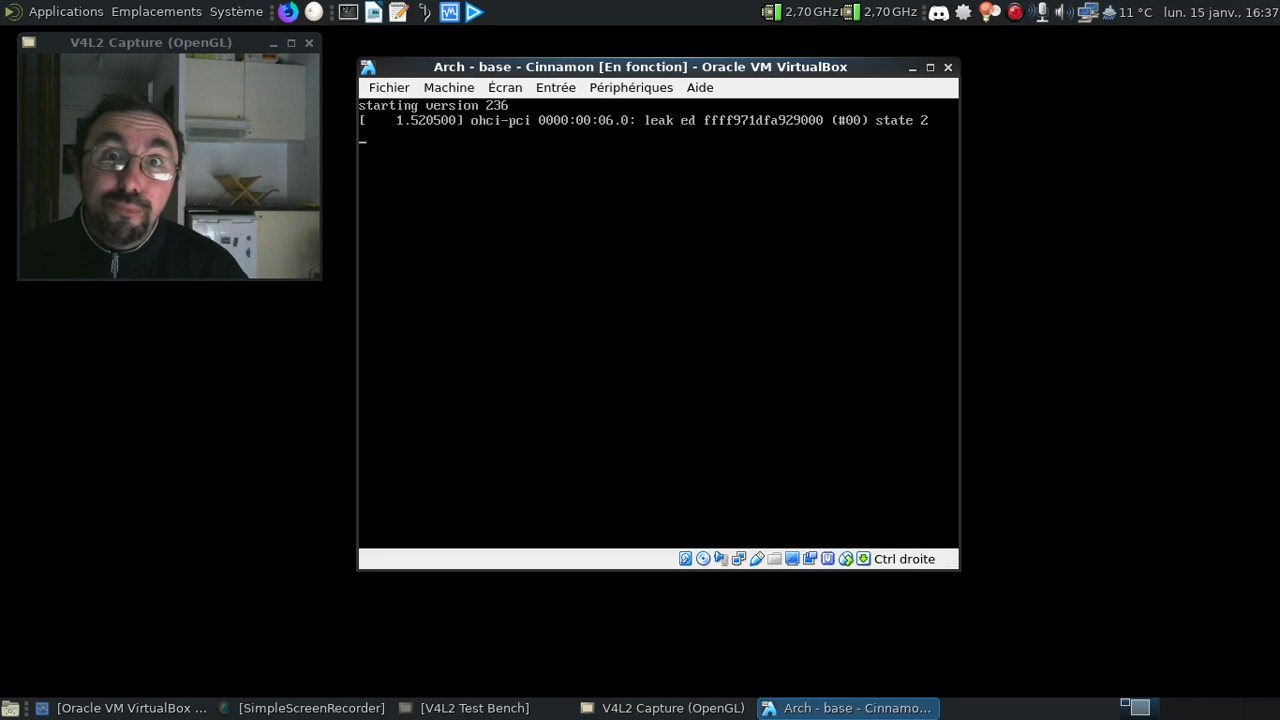 Applications Emplacements Système
2,70 GHz 2,70 GHz 11 °C lun. 15 janv., 16:37
V4L2 Capture (OpenGL)
Arch - base - Cinnamon [En fonction] - Oracle VM VirtualBox
Fichier Machine Écran Entrée Périphériques Aide
starting version 236
[    1.520500] ohci-pci 0000:00:06.0: leak ed ffff971dfa929000 (#00) state 2
Ctrl droite
[Oracle VM VirtualBox ... [SimpleScreenRecorder] [V4L2 Test Bench] V4L2 Capture (OpenGL) Arch - base - Cinnamo...